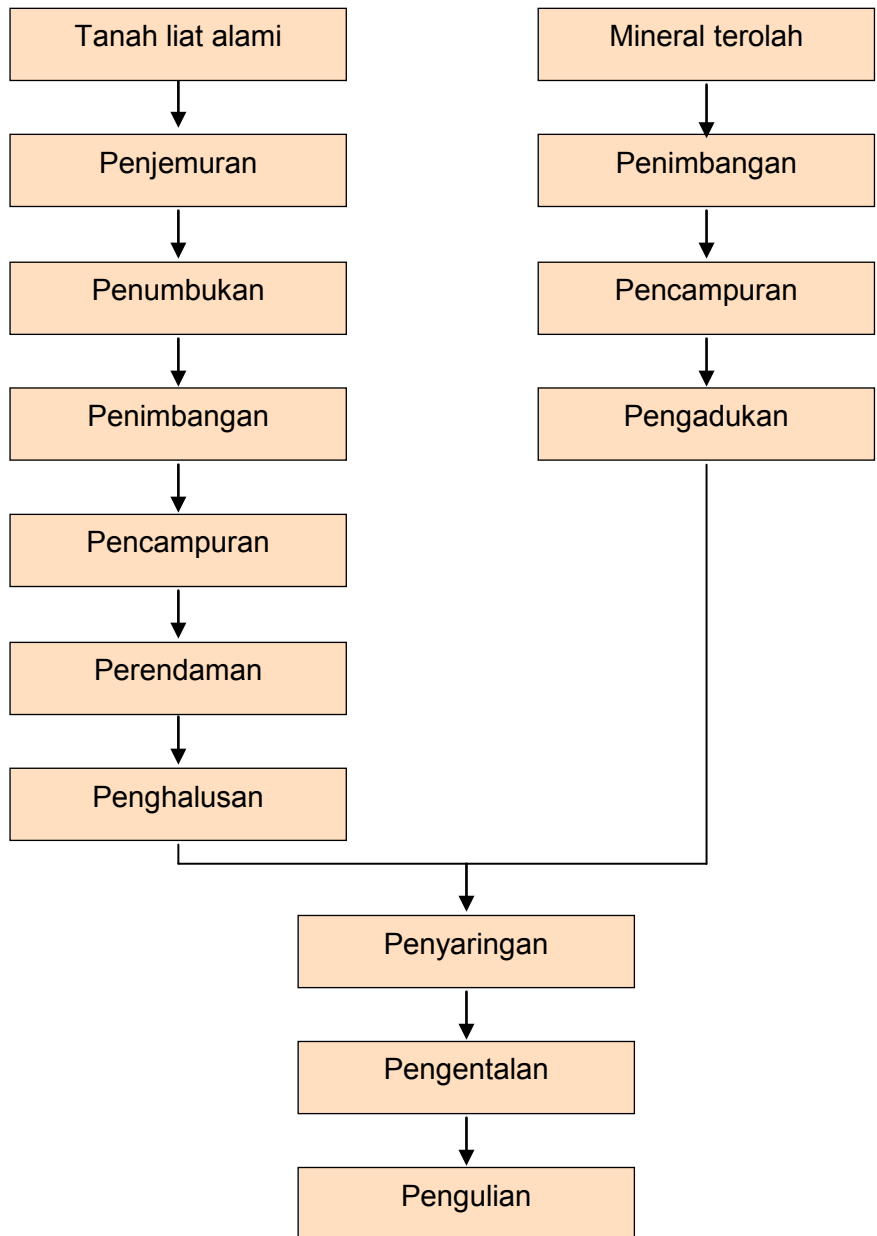 Tanah liat alami
Penjemuran
Penumbukan
Penimbangan
Pencampuran
Perendaman
Penghalusan
Mineral terolah
Penimbangan
Pencampuran
Pengadukan
Penyaringan
Pengentalan
Pengulian